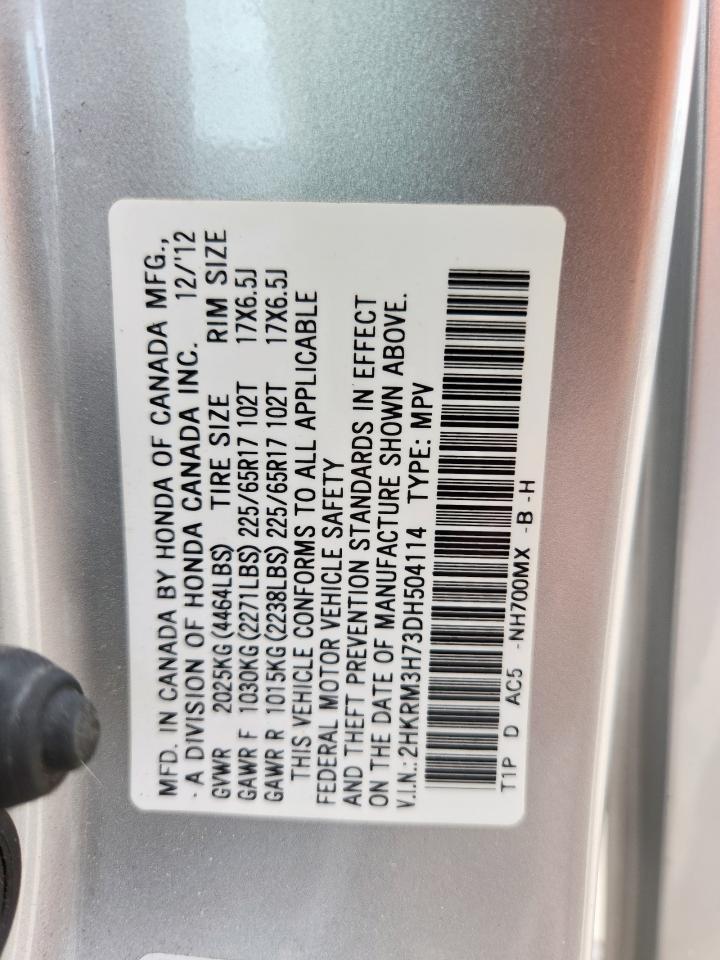 MFD. IN CANADA BY HONDA OF CANADA MFG.,
A DIVISION OF HONDA CANADA INC. 12/'12
GVWR 2025KG(4464LBS) TIRE SIZE RIM SIZE
GAWR F 1030KG(2271LBS) 225/65R17 102T 17X6.5J
GAWR R 1015KG(2238LBS) 225/65R17 102T 17X6.5J
THIS VEHICLE CONFORMS TO ALL APPLICABLE
FEDERAL MOTOR VEHICLE SAFETY
AND THEFT PREVENTION STANDARDS IN EFFECT
ON THE DATE OF MANUFACTURE SHOWN ABOVE.
V.I.N.: 2HKRM3H73DH504114 TYPE: MPV
T1P D AC5 -NH700MX -B -H